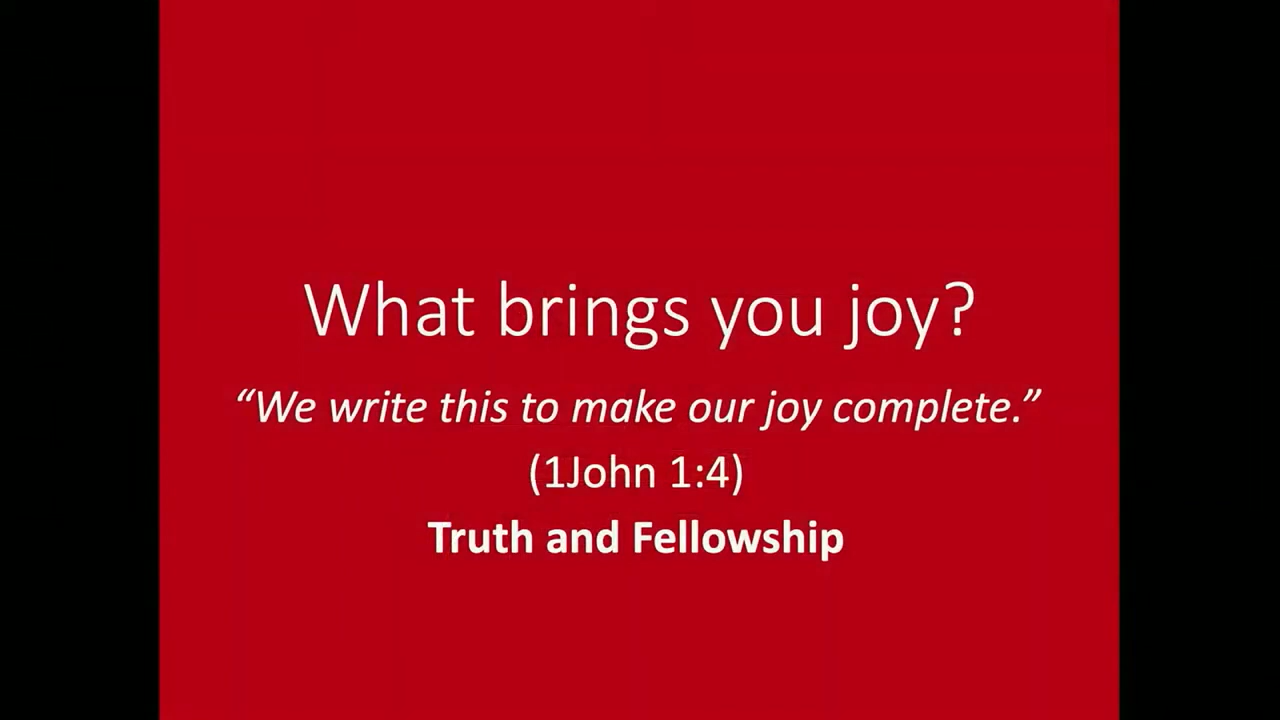 What brings you joy?
“We write this to make our joy complete.”
(1John 1:4)
Truth and Fellowship